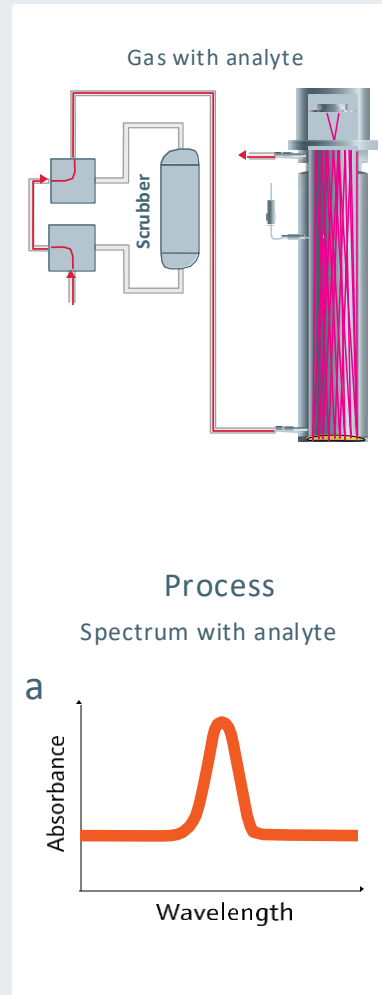 Gas with analyte
Scrubber
Process
Spectrum with analyte
a
Absorbance
Wavelength